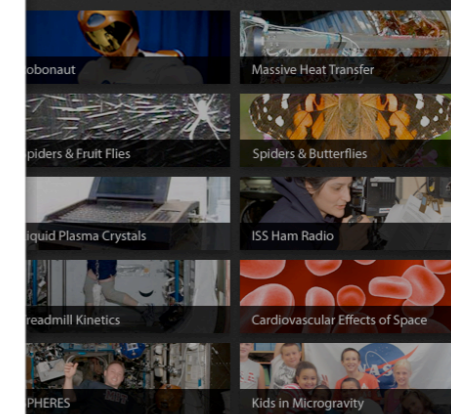 obonaut
Massive Heat Transfer
piders & Fruit Flies
Spiders & Butterflies
iquid Plasma Crystals
ISS Ham Radio
readmill Kinetics
Cardiovascular Effects of Space
PHERES
NASA
Kids in Microgravity